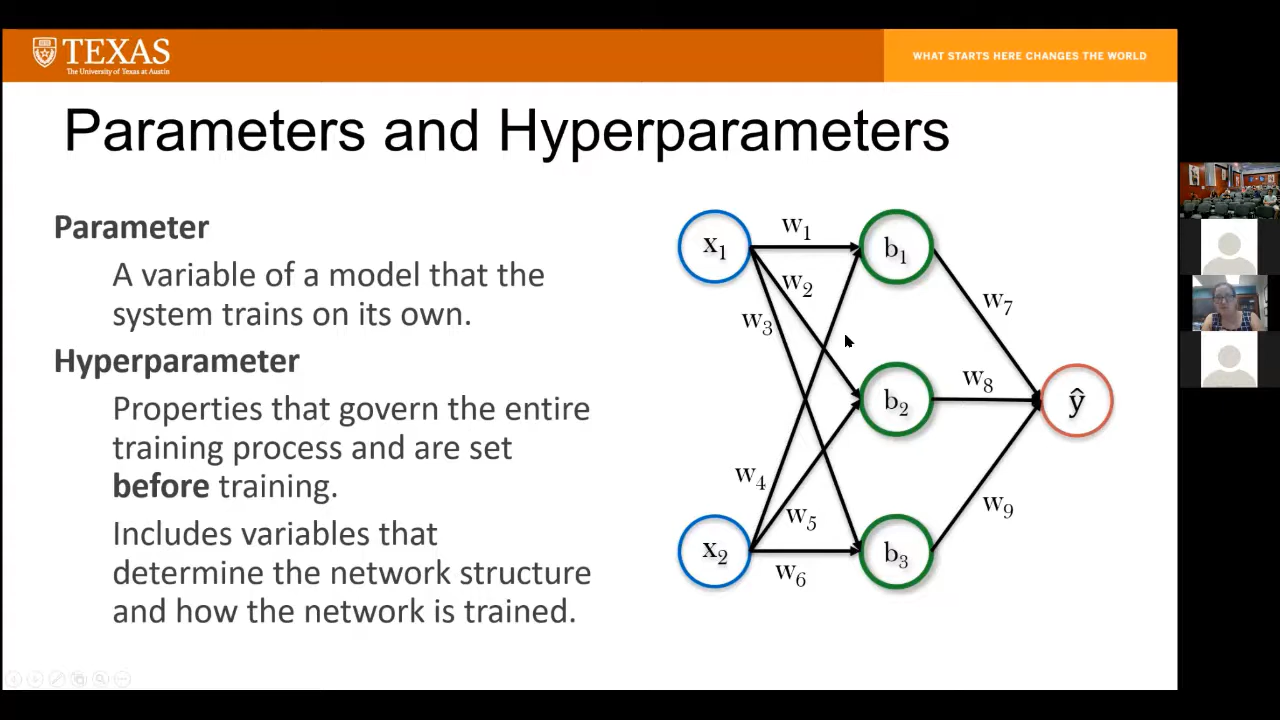 TEXAS
The University of Texas at Austin
WHAT STARTS HERE CHANGES THE WORLD
Parameters and Hyperparameters
Parameter
A variable of a model that the
system trains on its own.
Hyperparameter
Properties that govern the entire
training process and are set
before training.
Includes variables that
determine the network structure
and how the network is trained.
x₁
w₁
b₁
w₂
w₃
w₇
w₈
b₂
ŷ
w₄
w₅
w₉
x₂
w₆
b₃